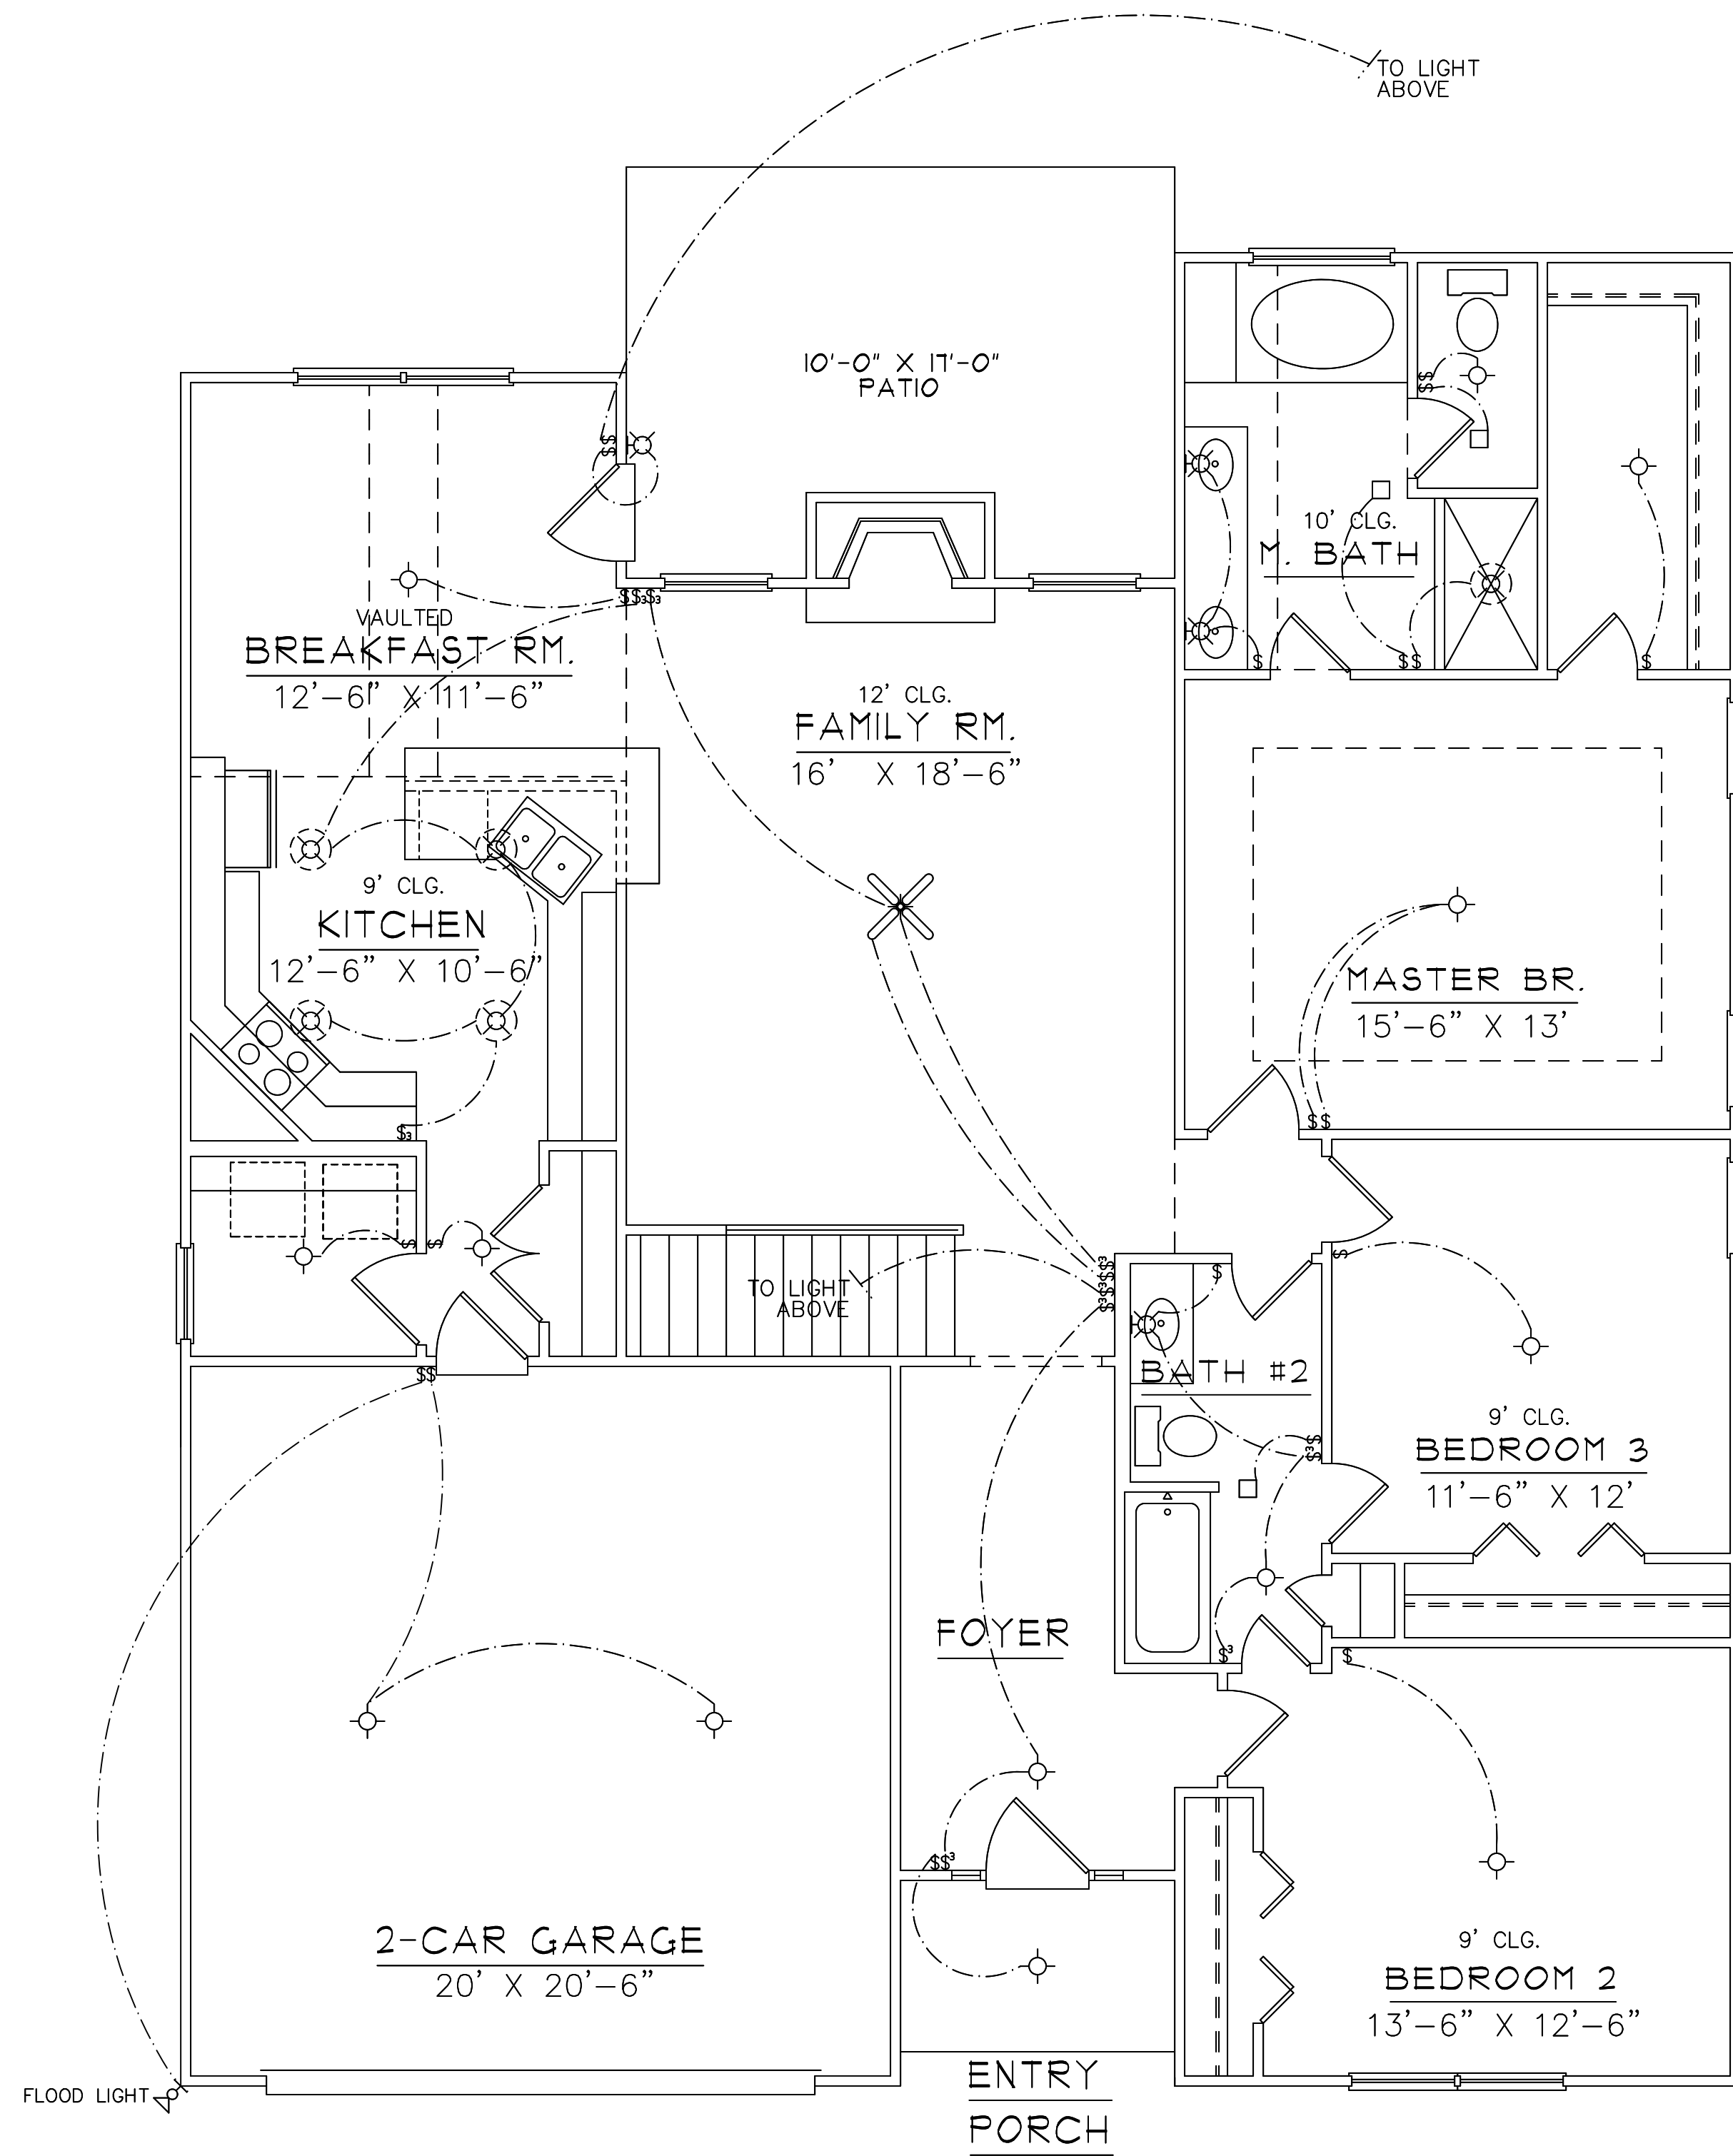 TO LIGHT
ABOVE
10'-0" X 17'-0"
PATIO
10' CLG.
M. BATH
VAULTED
BREAKFAST RM.
12'-6" X 11'-6"
12' CLG.
FAMILY RM.
16' X 18'-6"
9' CLG.
KITCHEN
12'-6" X 10'-6"
MASTER BR.
15'-6" X 13'
TO LIGHT
ABOVE
BATH #2
9' CLG.
BEDROOM 3
11'-6" X 12'
FOYER
2-CAR GARAGE
20' X 20'-6"
9' CLG.
BEDROOM 2
13'-6" X 12'-6"
FLOOD LIGHT
ENTRY
PORCH